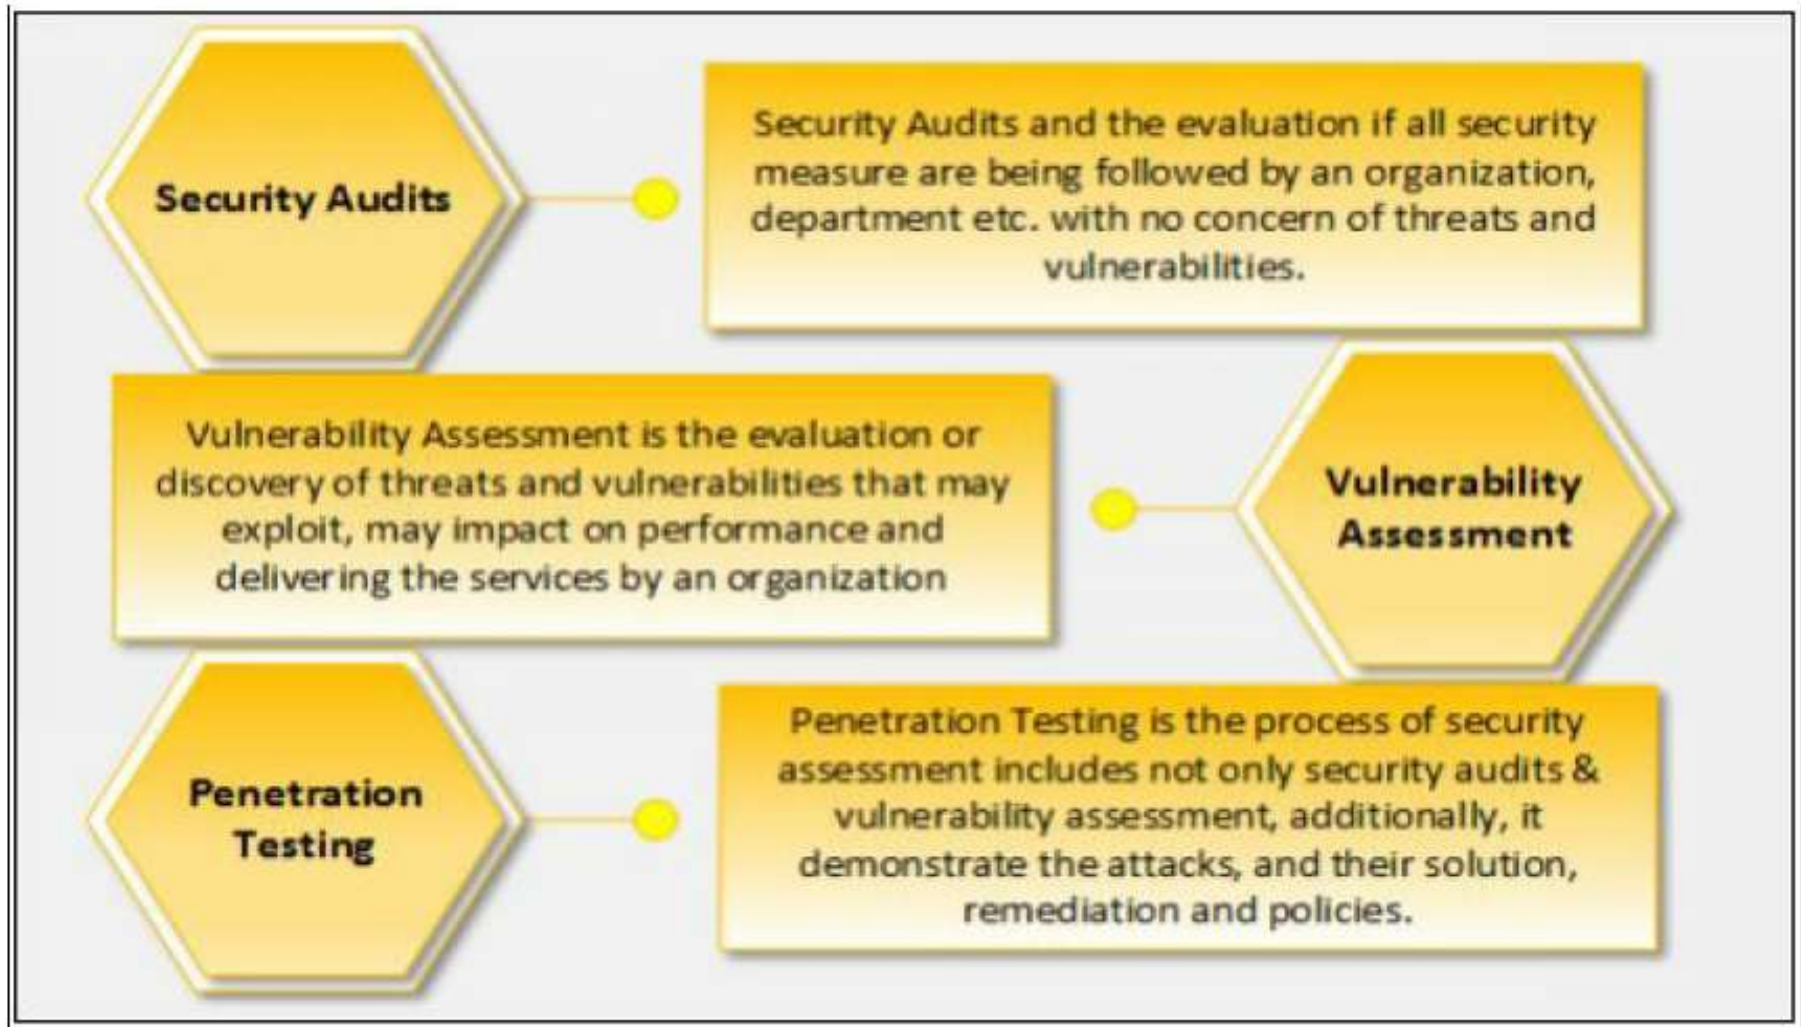 Security Audits
Security Audits and the evaluation if all security
measure are being followed by an organization,
department etc. with no concern of threats and
vulnerabilities.
Vulnerability Assessment is the evaluation or
discovery of threats and vulnerabilities that may
exploit, may impact on performance and
delivering the services by an organization
Vulnerability
Assessment
Penetration
Testing
Penetration Testing is the process of security
assessment includes not only security audits &
vulnerability assessment, additionally, it
demonstrate the attacks, and their solution,
remediation and policies.